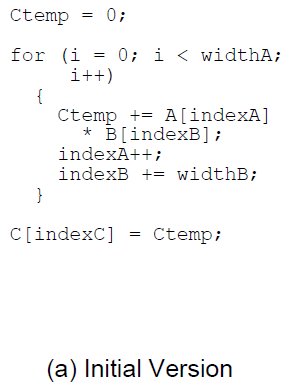 Ctemp = 0;
for (i = 0; i < widthA;
i++)
{
Ctemp += A[indexA]
* B[indexB];
indexA++;
indexB += widthB;
}
C[indexC] = Ctemp;
(a) Initial Version